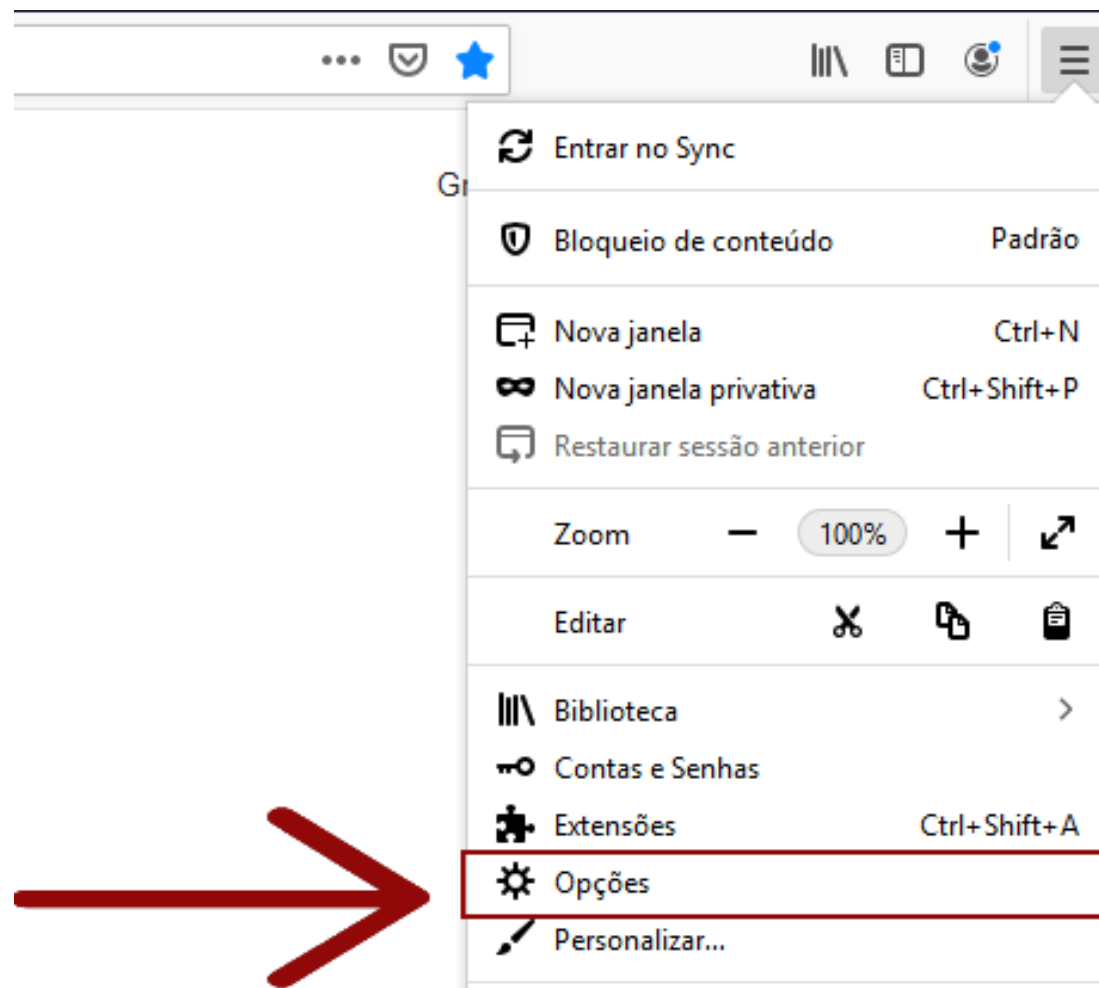 Entrar no Sync
Gr
Bloqueio de conteúdo Padrão
Nova janela Ctrl+N
Nova janela privativa Ctrl+Shift+P
Restaurar sessão anterior
Zoom 100%
Editar
Biblioteca
Contas e Senhas
Extensões Ctrl+Shift+A
Opções
Personalizar...